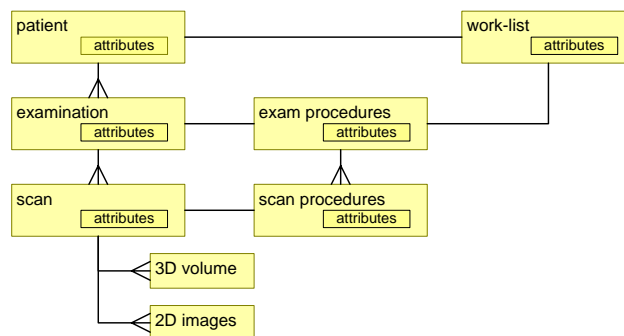 patient
attributes
work-list
attributes
examination
attributes
exam procedures
attributes
scan
attributes
scan procedures
attributes
3D volume
2D images